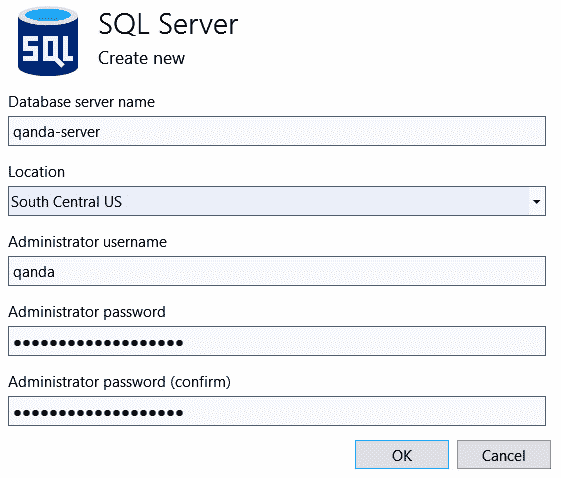 SQL
SQL Server
Create new
Database server name
qanda-server
Location
South Central US
Administrator username
qanda
Administrator password
●●●●●●●●●●●●●●●●●●●
Administrator password (confirm)
●●●●●●●●●●●●●●●●●●●
OK Cancel